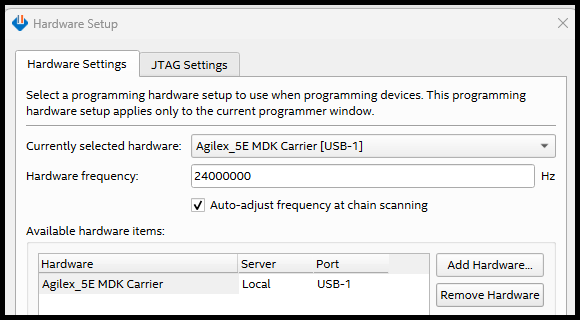 Hardware Setup
Hardware Settings
JTAG Settings
Select a programming hardware setup to use when programming devices. This programming
hardware setup applies only to the current programmer window.
Currently selected hardware:
Agilex_5E MDK Carrier [USB-1]
Hardware frequency:
24000000
Hz
Auto-adjust frequency at chain scanning
Available hardware items:
Hardware Server Port
Agilex_5E MDK Carrier Local USB-1
Add Hardware...
Remove Hardware